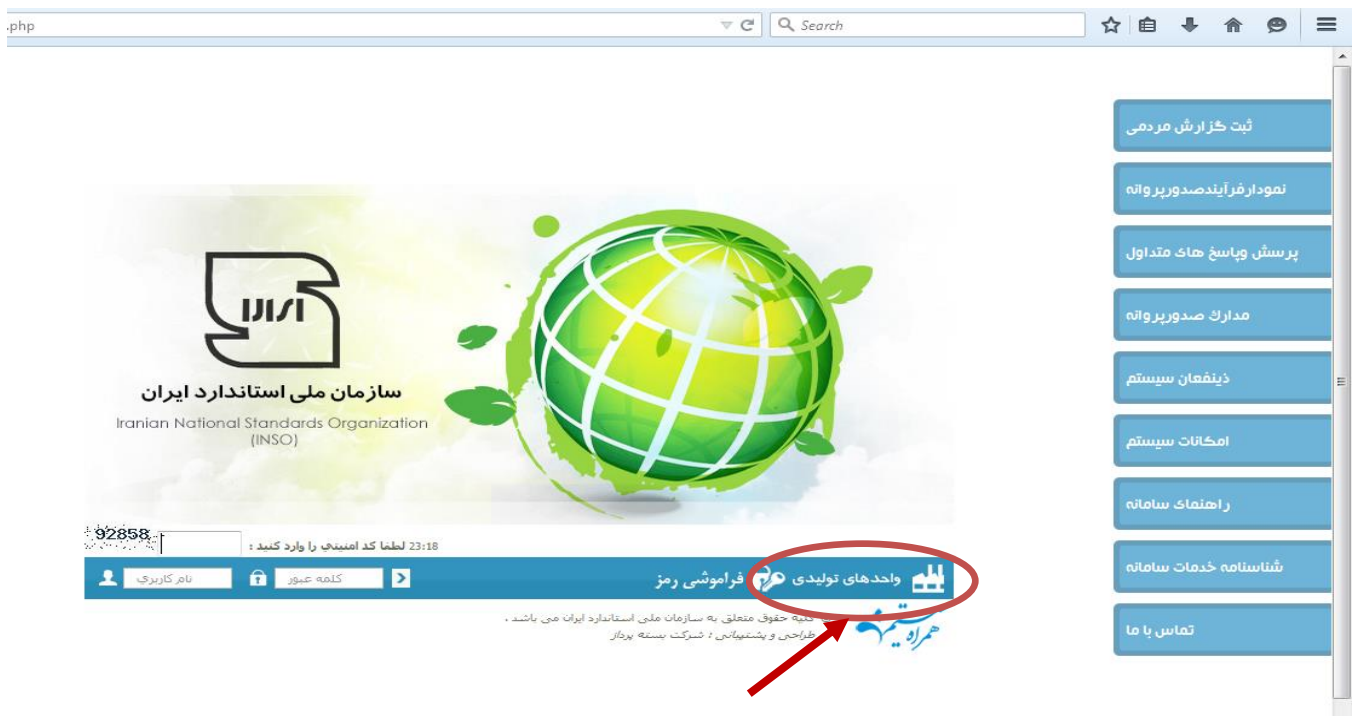 .php
Search
ثبت گزارش مردمی
نمودارفرآیندصدورپروانه
پرسش وپاسخ های متداول
مدارك صدورپروانه
ذینفعان سیستم
امکانات سیستم
راهنمای سامانه
شناسنامه خدمات سامانه
تماس با ما
سازمان ملی استاندارد ایران
Iranian National Standards Organization
(INSO)
23:18 لطفا کد امنیتی را وارد کنید :
92858
واحدهای تولیدی فراموشی رمز کلمه عبور نام کاربري
کلیه حقوق متعلق به سازمان ملی استاندارد ایران می باشد .
طراحی و پشتیبانی : شرکت بسته پرداز
همراه